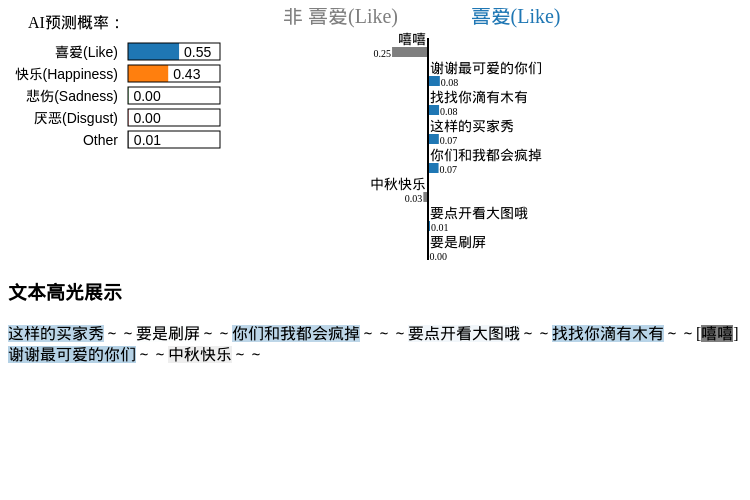 AI预测概率：
喜爱(Like) 0.55
快乐(Happiness) 0.43
悲伤(Sadness) 0.00
厌恶(Disgust) 0.00
Other 0.01
非 喜爱(Like) 喜爱(Like)
嘻嘻
0.25
谢谢最可爱的你们
0.08
找找你滴有木有
0.08
这样的买家秀
0.07
你们和我都会疯掉
0.07
中秋快乐
0.03
要点开看大图哦
0.01
要是刷屏
0.00
文本高光展示
这样的买家秀～～要是刷屏～～你们和我都会疯掉～～～要点开看大图哦～～找找你滴有木有～～[嘻嘻]
谢谢最可爱的你们～～中秋快乐～～